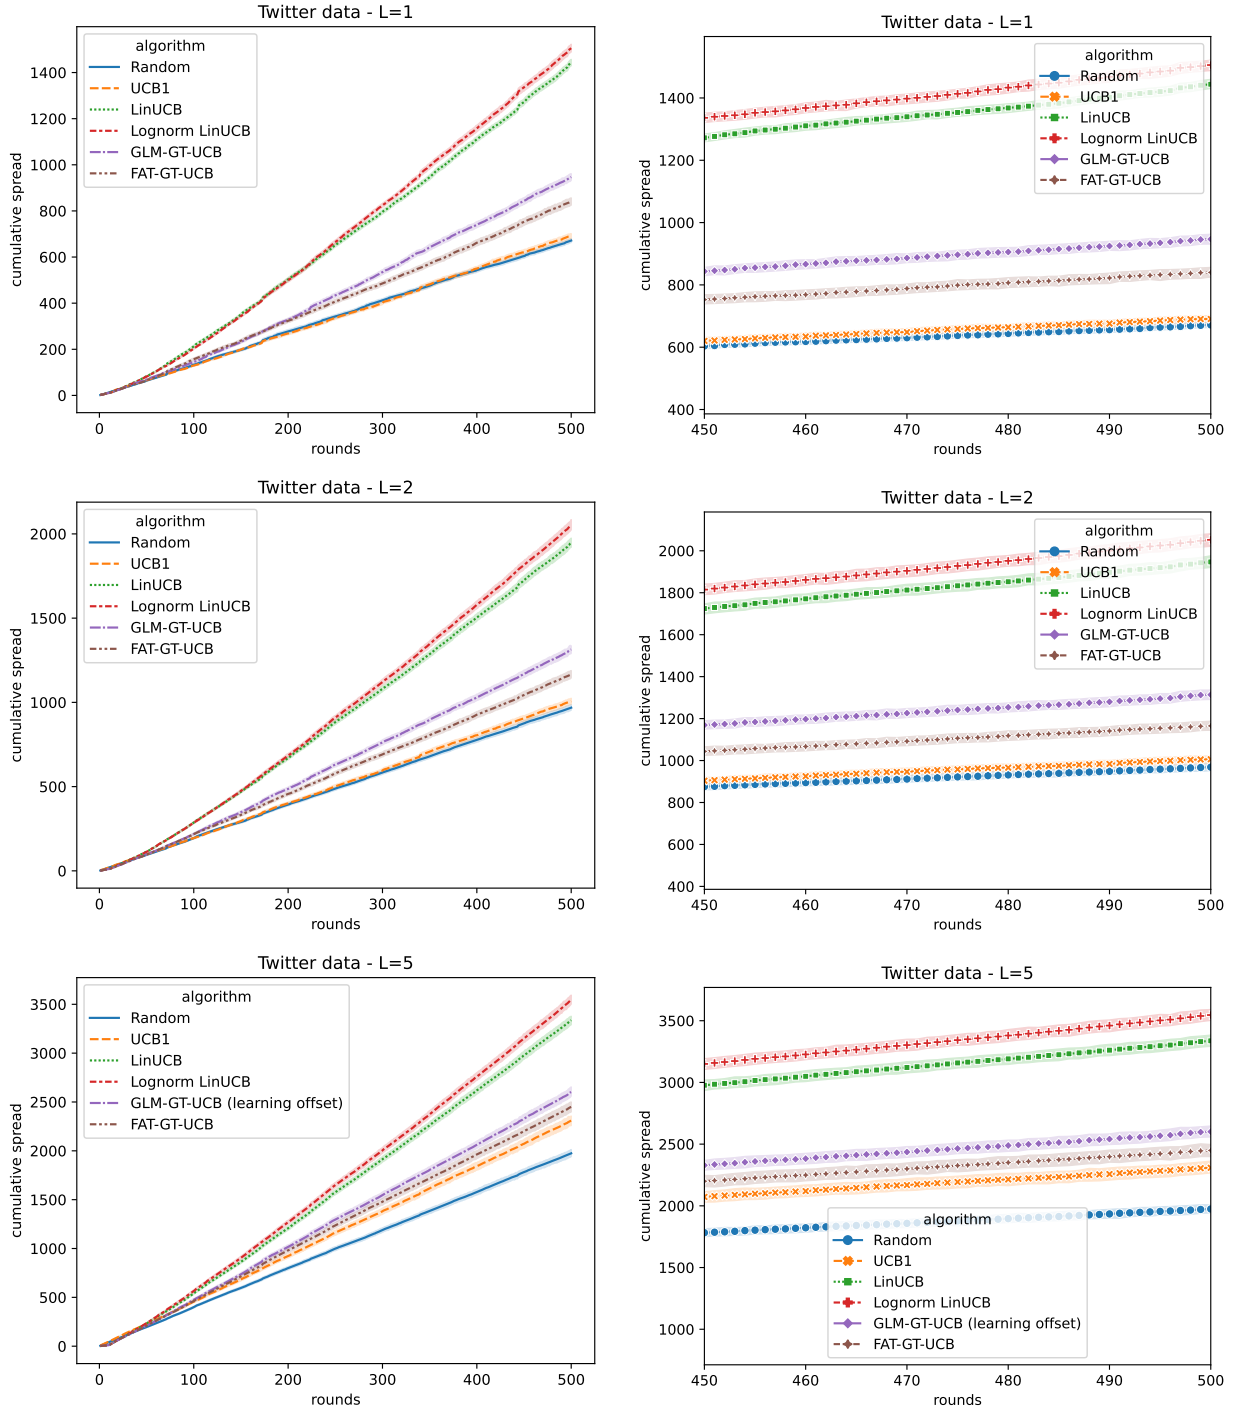 Twitter data - L=1
cumulative spread
1400
1200
1000
800
600
400
200
0
algorithm
Random
UCB1
LinUCB
Lognorm LinUCB
GLM-GT-UCB
FAT-GT-UCB
0 100 200 300 400 500
rounds
Twitter data - L=1
cumulative spread
1400
1200
1000
800
600
400
algorithm
Random
UCB1
LinUCB
Lognorm LinUCB
GLM-GT-UCB
FAT-GT-UCB
450 460 470 480 490 500
rounds
Twitter data - L=2
cumulative spread
2000
1500
1000
500
0
algorithm
Random
UCB1
LinUCB
Lognorm LinUCB
GLM-GT-UCB
FAT-GT-UCB
0 100 200 300 400 500
rounds
Twitter data - L=2
cumulative spread
2000
1800
1600
1400
1200
1000
800
600
400
algorithm
Random
UCB1
LinUCB
Lognorm LinUCB
GLM-GT-UCB
FAT-GT-UCB
450 460 470 480 490 500
rounds
Twitter data - L=5
cumulative spread
3500
3000
2500
2000
1500
1000
500
0
algorithm
Random
UCB1
LinUCB
Lognorm LinUCB
GLM-GT-UCB (learning offset)
FAT-GT-UCB
0 100 200 300 400 500
rounds
Twitter data - L=5
cumulative spread
3500
3000
2500
2000
1500
1000
algorithm
Random
UCB1
LinUCB
Lognorm LinUCB
GLM-GT-UCB (learning offset)
FAT-GT-UCB
450 460 470 480 490 500
rounds